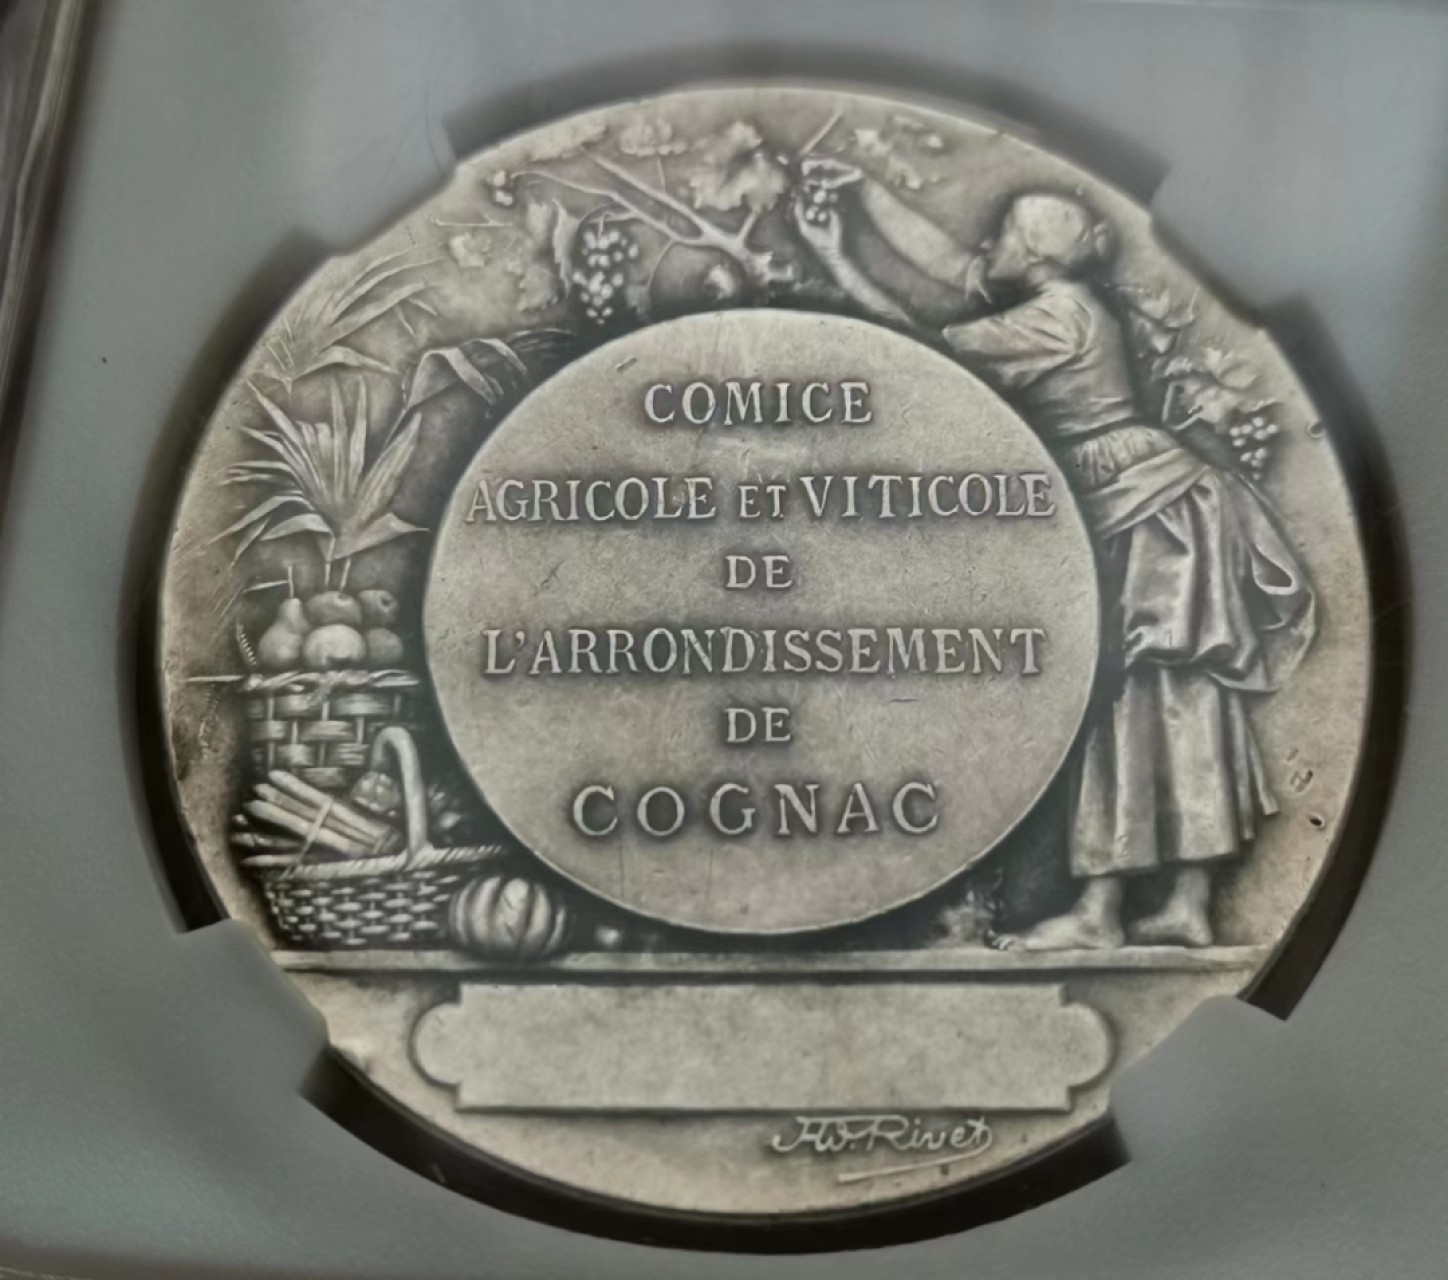 COMICE
AGRICOLE ET VITICOLE
DE
L'ARRONDISSEMENT
DE
COGNAC
Ad. Rivet